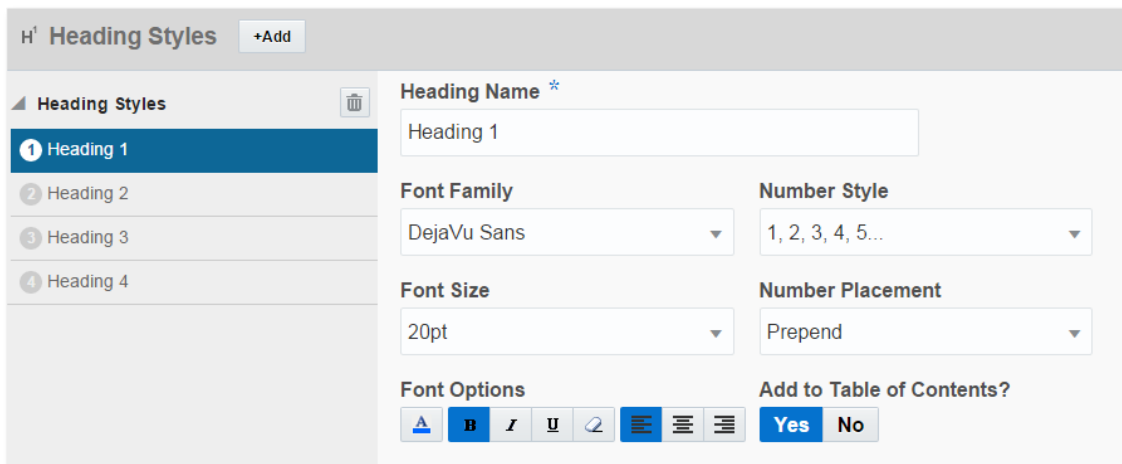 H¹ Heading Styles +Add
Heading Styles
1 Heading 1
2 Heading 2
3 Heading 3
4 Heading 4
Heading Name *
Heading 1
Font Family
DejaVu Sans
Number Style
1, 2, 3, 4, 5...
Font Size
20pt
Number Placement
Prepend
Font Options
A B I U
Add to Table of Contents?
Yes No